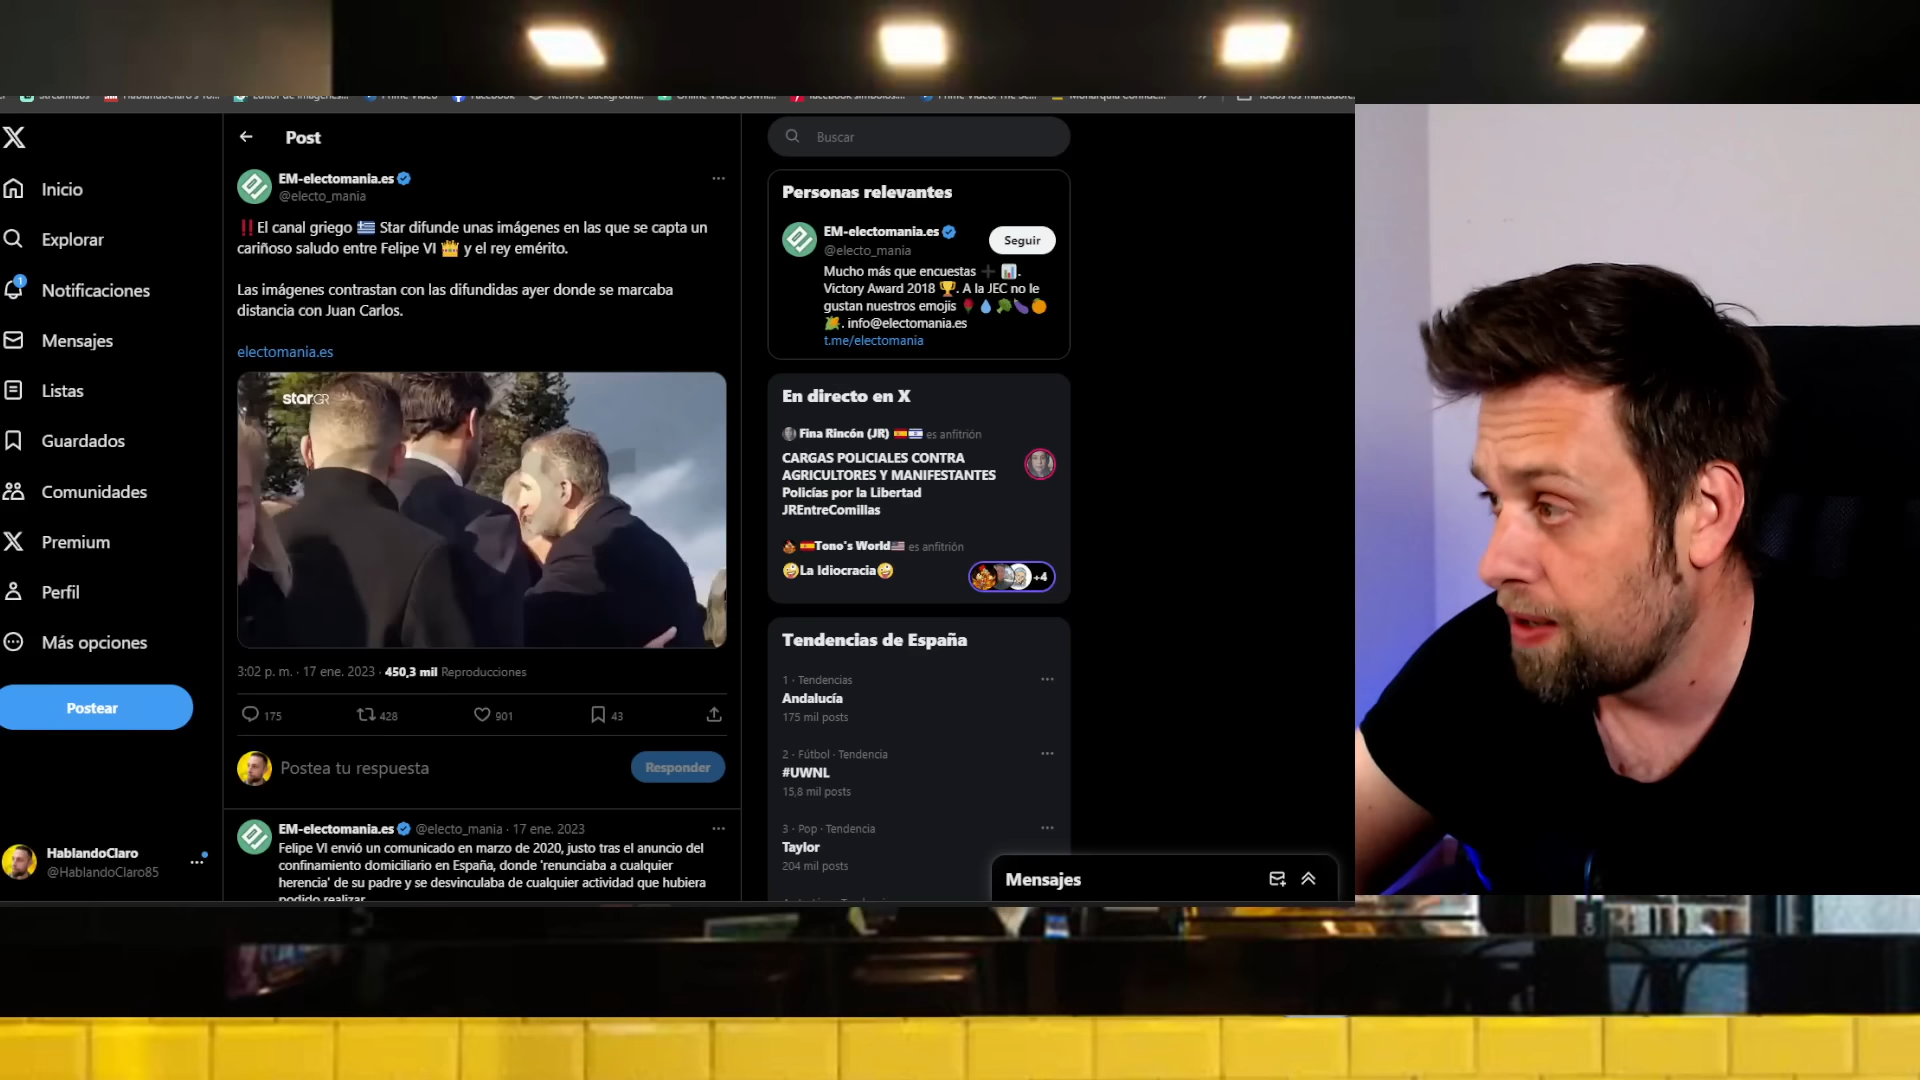 Post
Inicio
Explorar
1
Notificaciones
Mensajes
Listas
Guardados
Comunidades
Premium
Perfil
Más opciones
Postear
HablandoClaro
@HablandoClaro85
EM-electomania.es
@electo_mania
‼️El canal griego 🇬🇷 Star difunde unas imágenes en las que se capta un
cariñoso saludo entre Felipe VI 👑 y el rey emérito.
Las imágenes contrastan con las difundidas ayer donde se marcaba
distancia con Juan Carlos.
electomania.es
star.GR
3:02 p. m. · 17 ene. 2023 · 450,3 mil Reproducciones
175 428 901 43
Postea tu respuesta
Responder
EM-electomania.es @electo_mania · 17 ene. 2023
Felipe VI envió un comunicado en marzo de 2020, justo tras el anuncio del
confinamiento domiciliario en España, donde 'renunciaba a cualquier
herencia' de su padre y se desvinculaba de cualquier actividad que hubiera
podido realizar
Buscar
Personas relevantes
EM-electomania.es
@electo_mania
Seguir
Mucho más que encuestas ➕ 📊.
Victory Award 2018 🏆. A la JEC no le
gustan nuestros emojis 🌹💧🥦🍆🍊
🌽. info@electomania.es
t.me/electomania
En directo en X
Fina Rincón (JR) 🇪🇸🇮🇱 es anfitrión
CARGAS POLICIALES CONTRA
AGRICULTORES Y MANIFESTANTES
Policías por la Libertad
JREntreComillas
🇪🇸Tono's World🇺🇸 es anfitrión
🤪La Idiocracia🤪
+4
Tendencias de España
1 · Tendencias
Andalucía
175 mil posts
2 · Fútbol · Tendencia
#UWNL
15,8 mil posts
3 · Pop · Tendencia
Taylor
204 mil posts
Mensajes